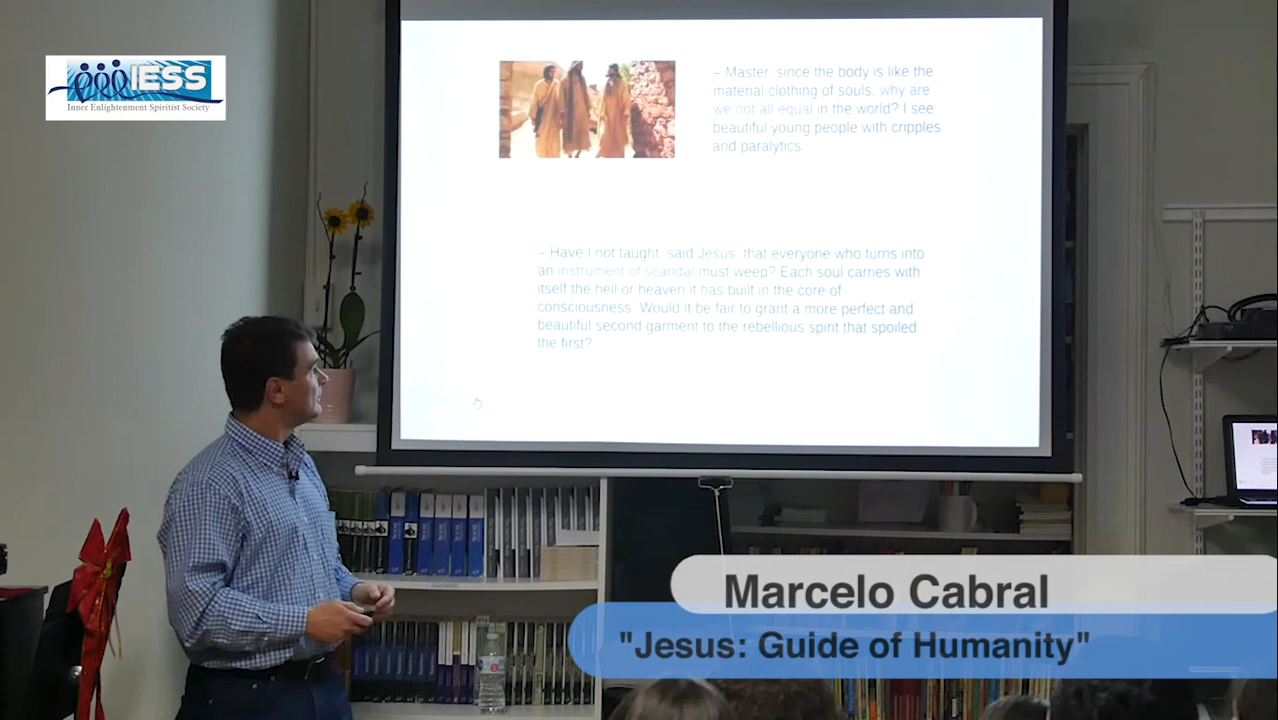 IESS
Inner Enlightenment Spiritist Society
– Master, since the body is like the
material clothing of souls, why are
we not all equal in the world? I see
beautiful young people with cripples
and paralytics
– Have I not taught, said Jesus, that everyone who turns into
an instrument of scandal must weep? Each soul carries with
itself the hell or heaven it has built in the core of
consciousness. Would it be fair to grant a more perfect and
beautiful second garment to the rebellious spirit that spoiled
the first?
Marcelo Cabral
"Jesus: Guide of Humanity"